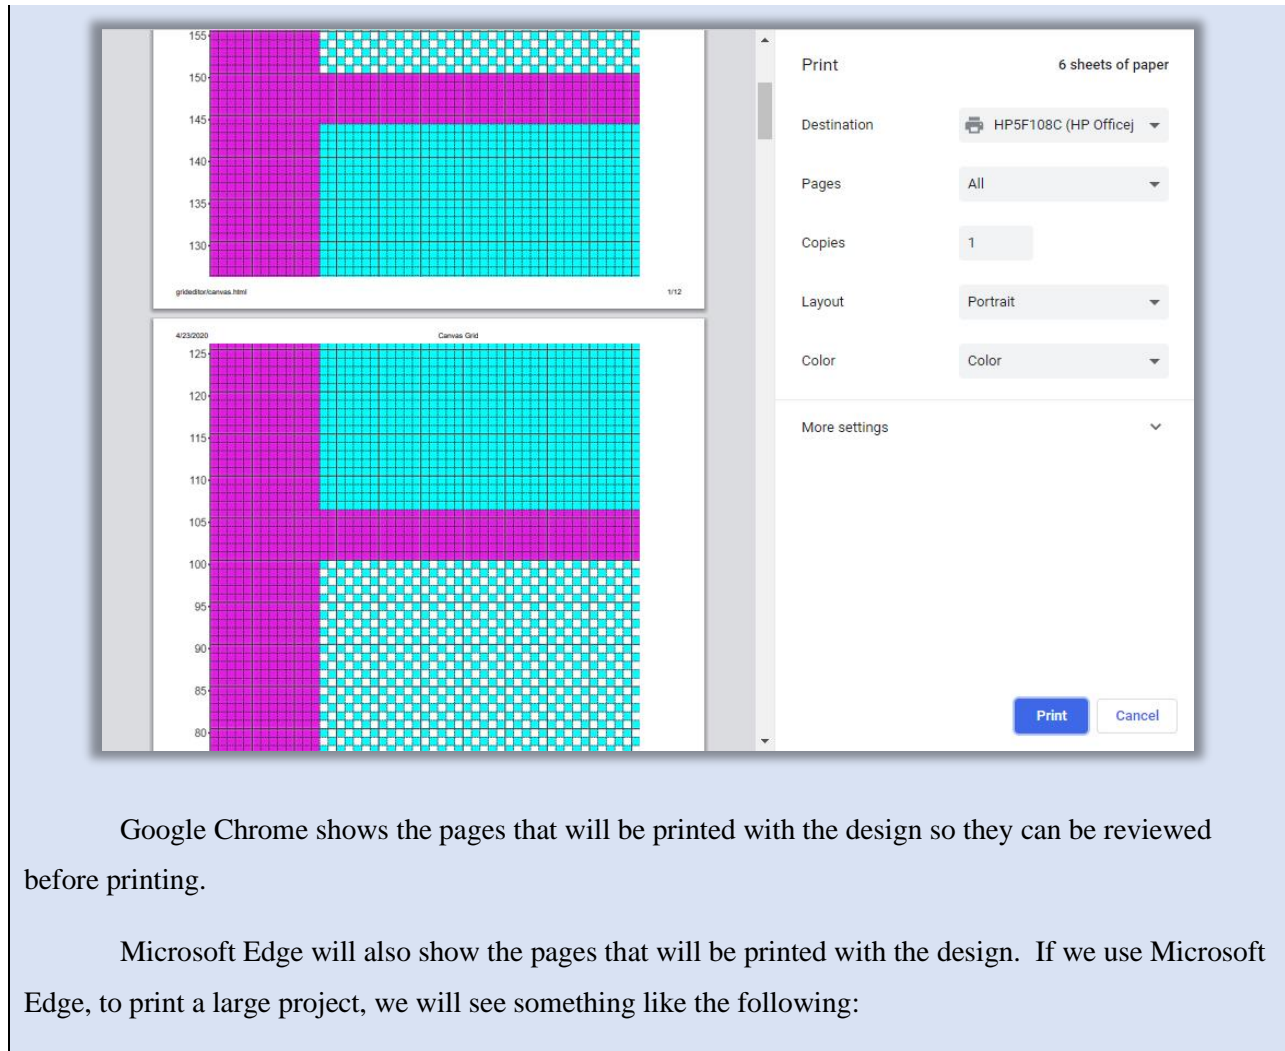 155
150
145
140
135
130
grideditor/canvas.html 1/12
4/23/2020 Canvas Grid
125
120
115
110
105
100
95
90
85
80
Print 6 sheets of paper
Destination HP5F108C (HP Officej
Pages All
Copies 1
Layout Portrait
Color Color
More settings
Print Cancel
Google Chrome shows the pages that will be printed with the design so they can be reviewed
before printing.
Microsoft Edge will also show the pages that will be printed with the design.  If we use Microsoft
Edge, to print a large project, we will see something like the following: